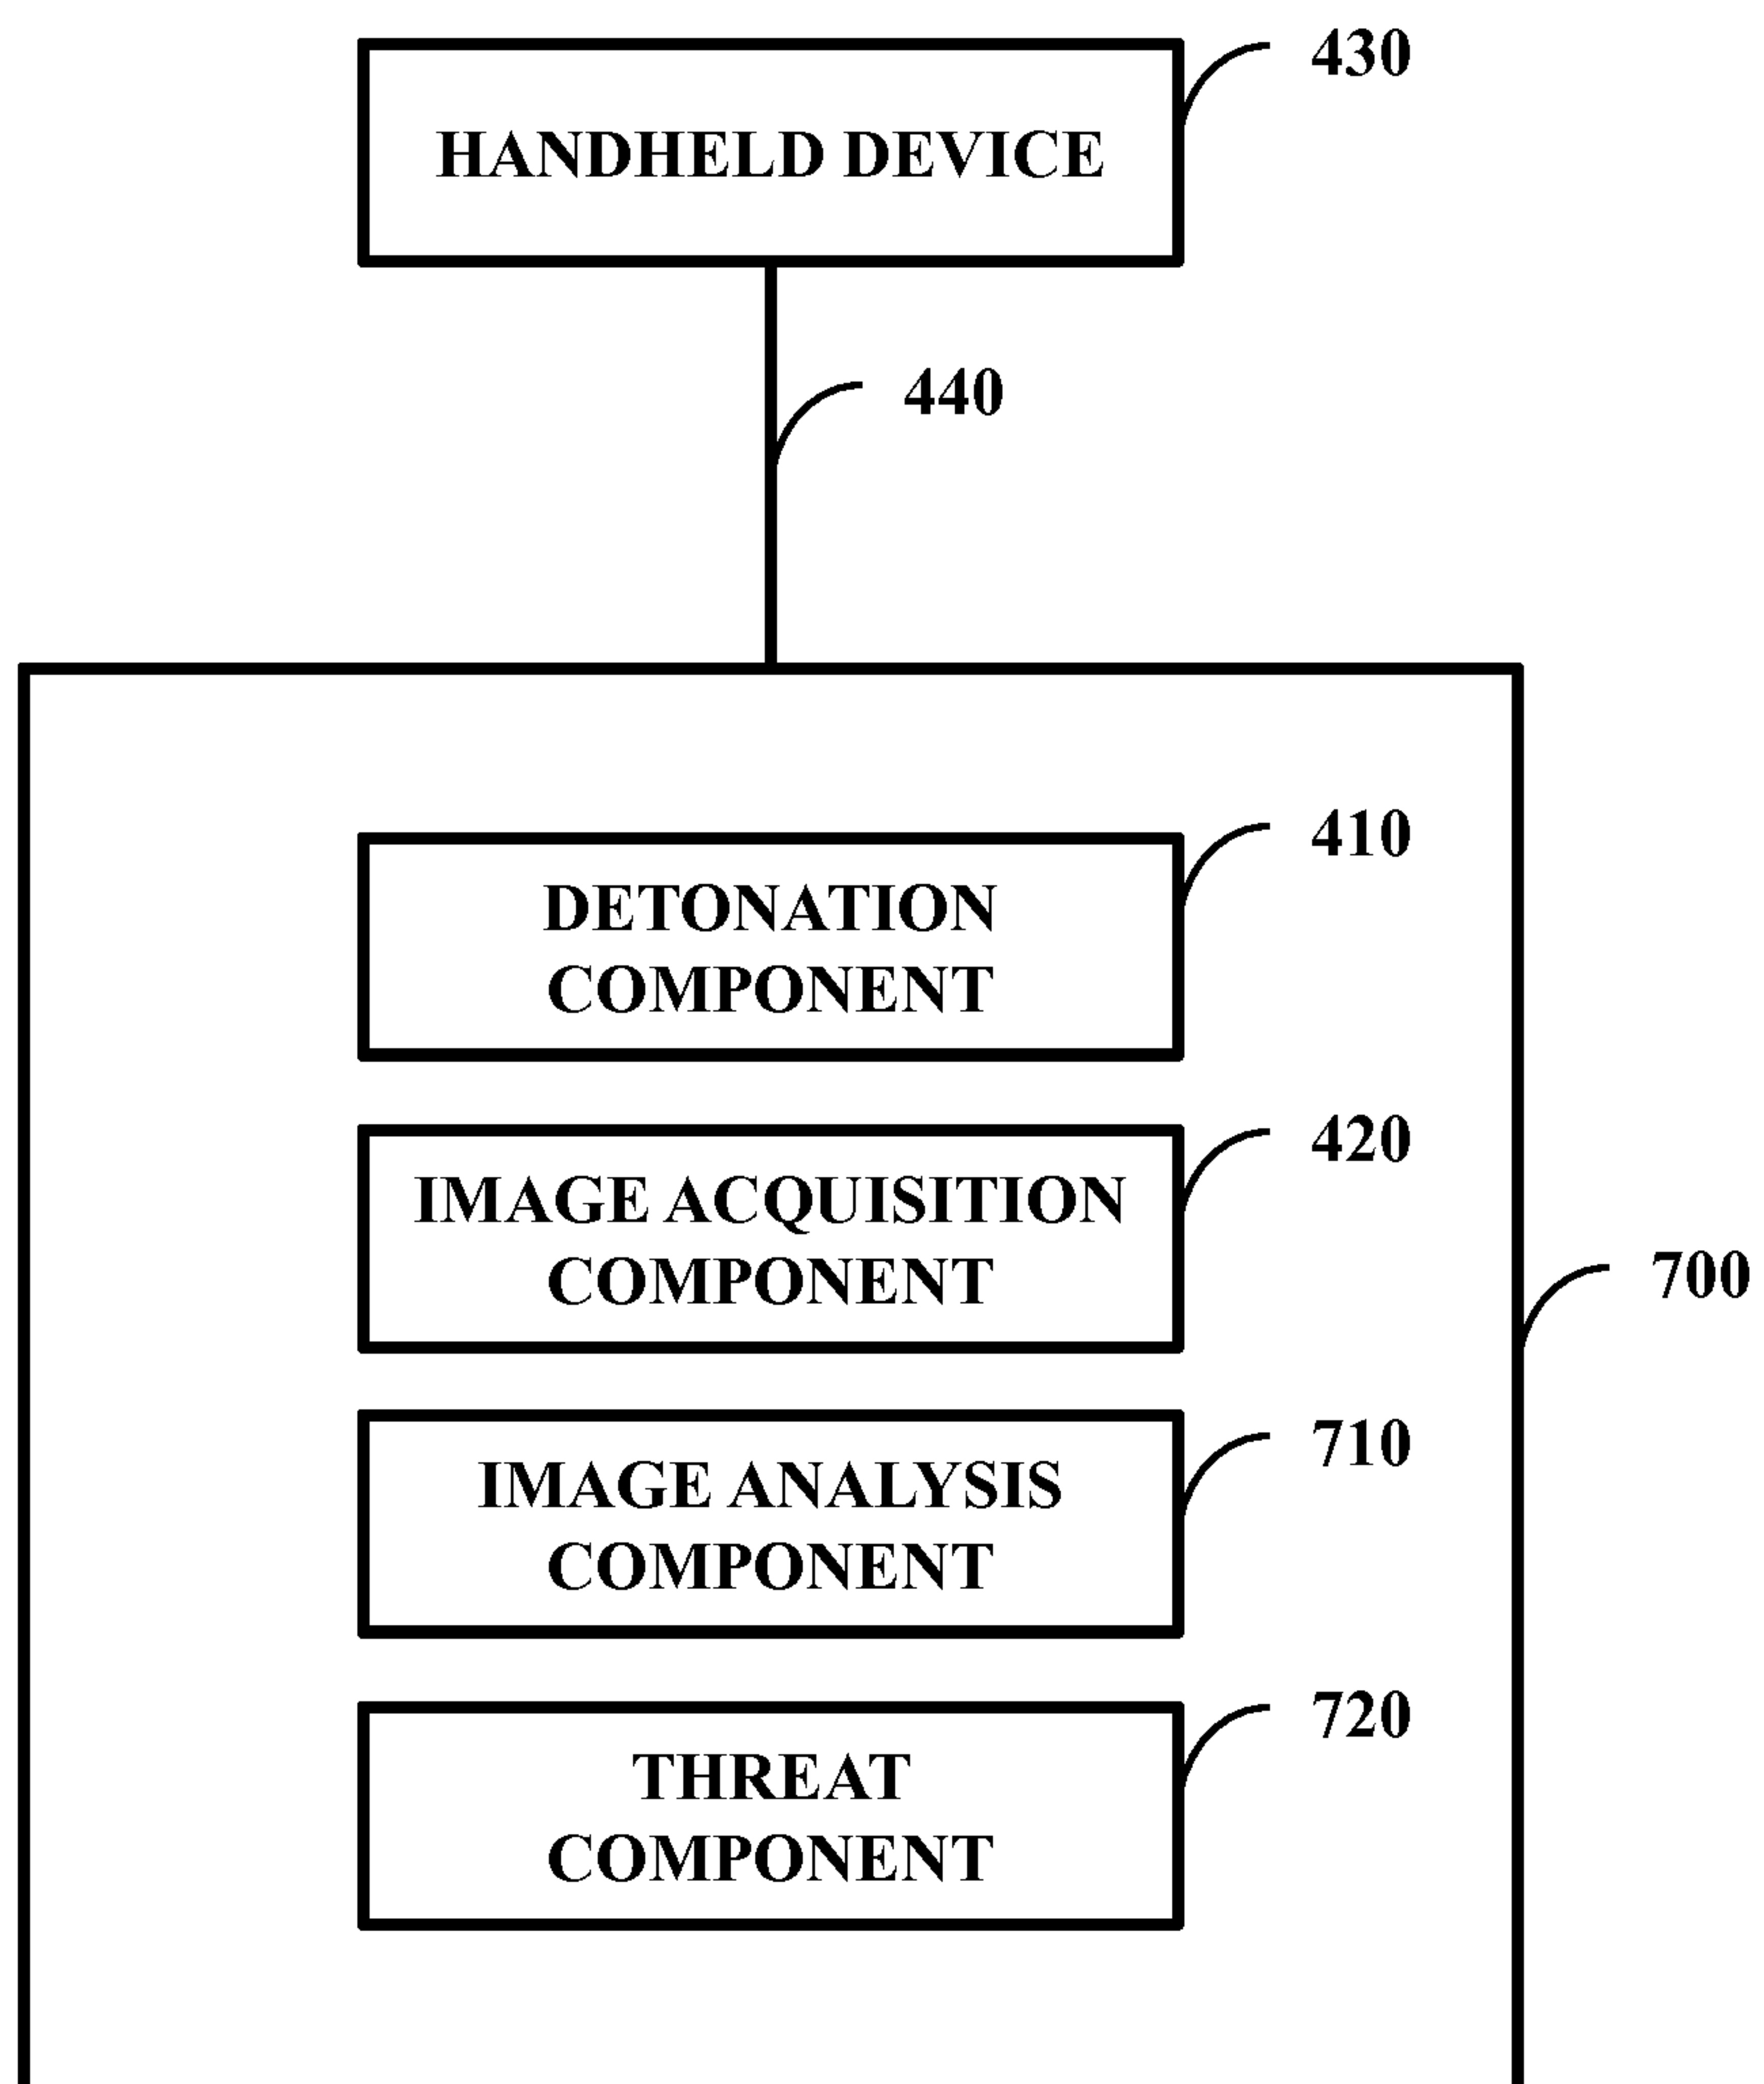 430
HANDHELD DEVICE
440
410
DETONATION
COMPONENT
420
IMAGE ACQUISITION
COMPONENT
700
710
IMAGE ANALYSIS
COMPONENT
720
THREAT
COMPONENT